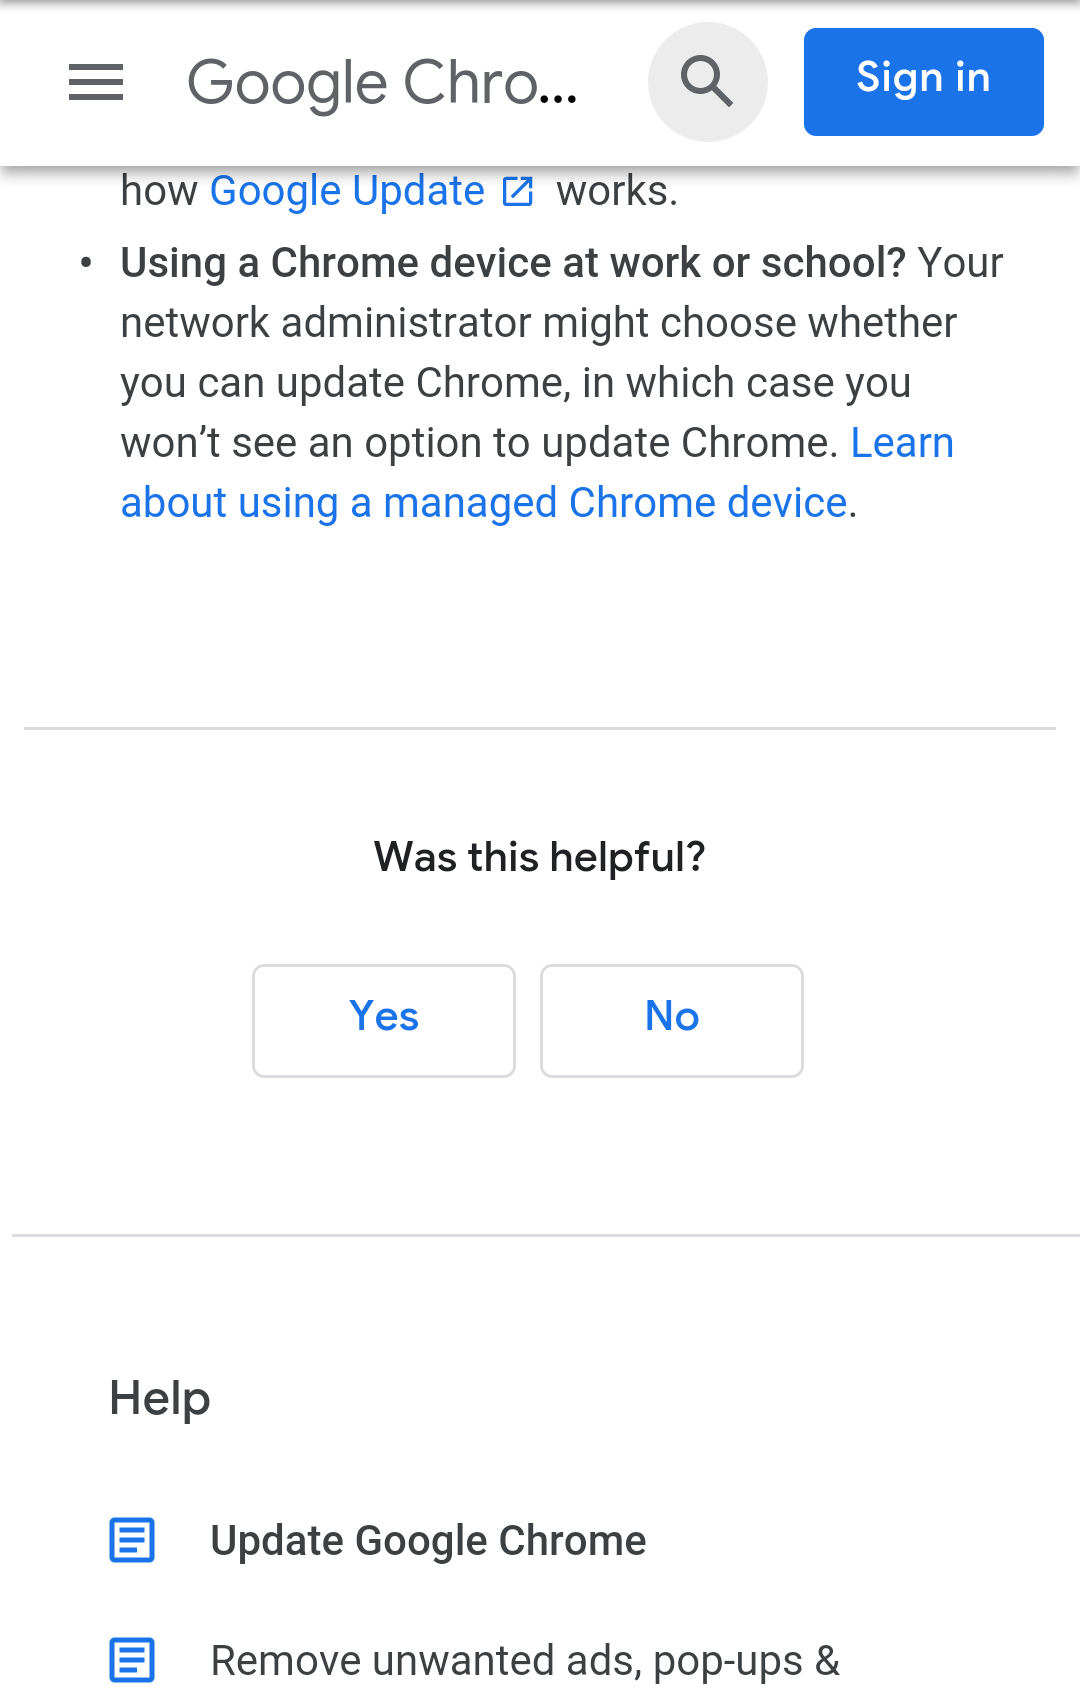 Google Chro...
Sign in
how Google Update works.
• Using a Chrome device at work or school? Your
network administrator might choose whether
you can update Chrome, in which case you
won’t see an option to update Chrome. Learn
about using a managed Chrome device.
Was this helpful?
Yes
No
Help
Update Google Chrome
Remove unwanted ads, pop-ups &